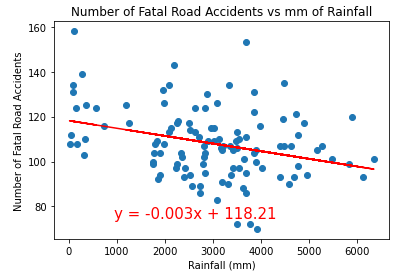 Number of Fatal Road Accidents vs mm of Rainfall
160
140
120
100
80
Number of Fatal Road Accidents
y = -0.003x + 118.21
0 1000 2000 3000 4000 5000 6000
Rainfall (mm)